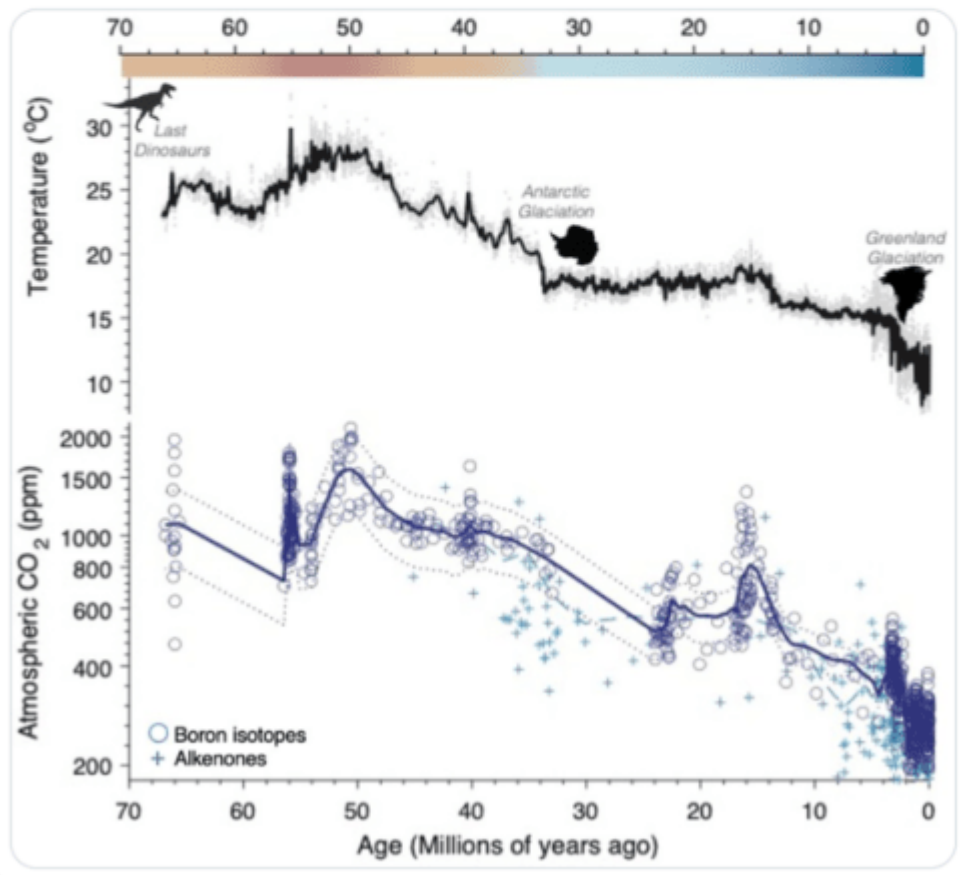 70 60 50 40 30 20 10 0
Temperature (°C)
30
25
20
15
10
Last
Dinosaurs
Antarctic
Glaciation
Greenland
Glaciation
Atmospheric CO2 (ppm)
2000
1500
1000
800
600
400
200
Boron isotopes
Alkenones
70 60 50 40 30 20 10 0
Age (Millions of years ago)